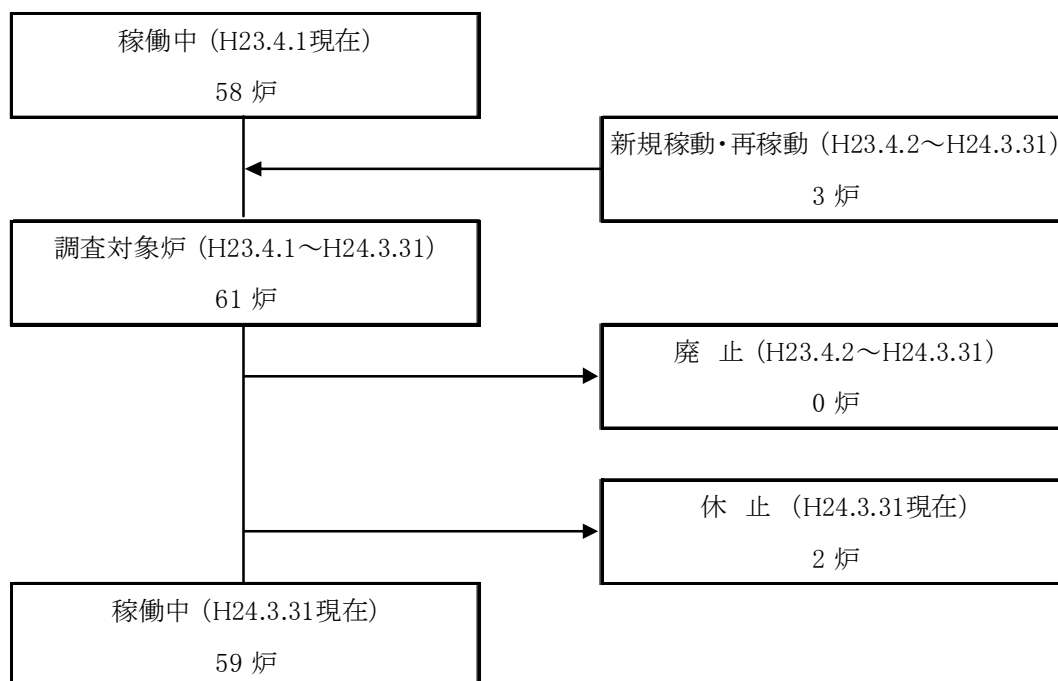 稼働中 (H23.4.1現在)
58 炉
新規稼動・再稼動 (H23.4.2～H24.3.31)
3 炉
調査対象炉 (H23.4.1～H24.3.31)
61 炉
廃 止 (H23.4.2～H24.3.31)
0 炉
休 止 (H24.3.31現在)
2 炉
稼働中 (H24.3.31現在)
59 炉